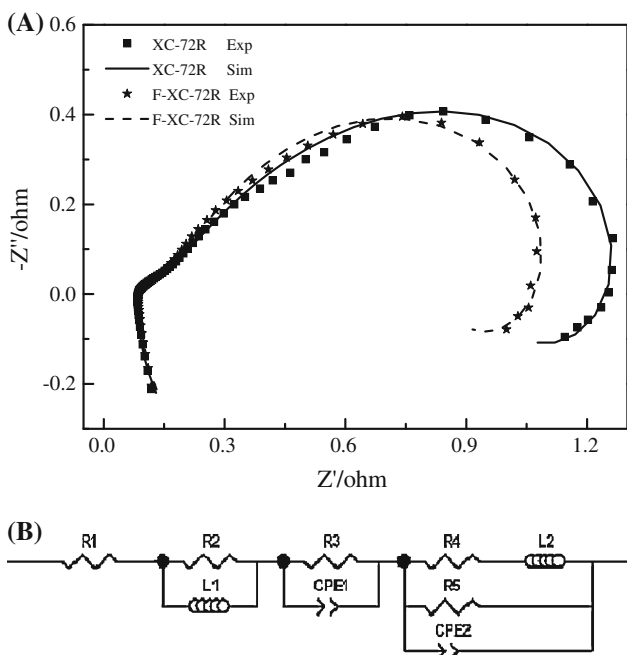 (A)
-0.6
XC-72R Exp
XC-72R Sim
F-XC-72R Exp
F-XC-72R Sim
-0.4
0.4
0.2
0.0
-0.2
-Z''/ohm
0.0 0.3 0.6 0.9 1.2
Z'/ohm
(B)
R1 R2 R3 R4 L2
L1 CPE1 R5
CPE2